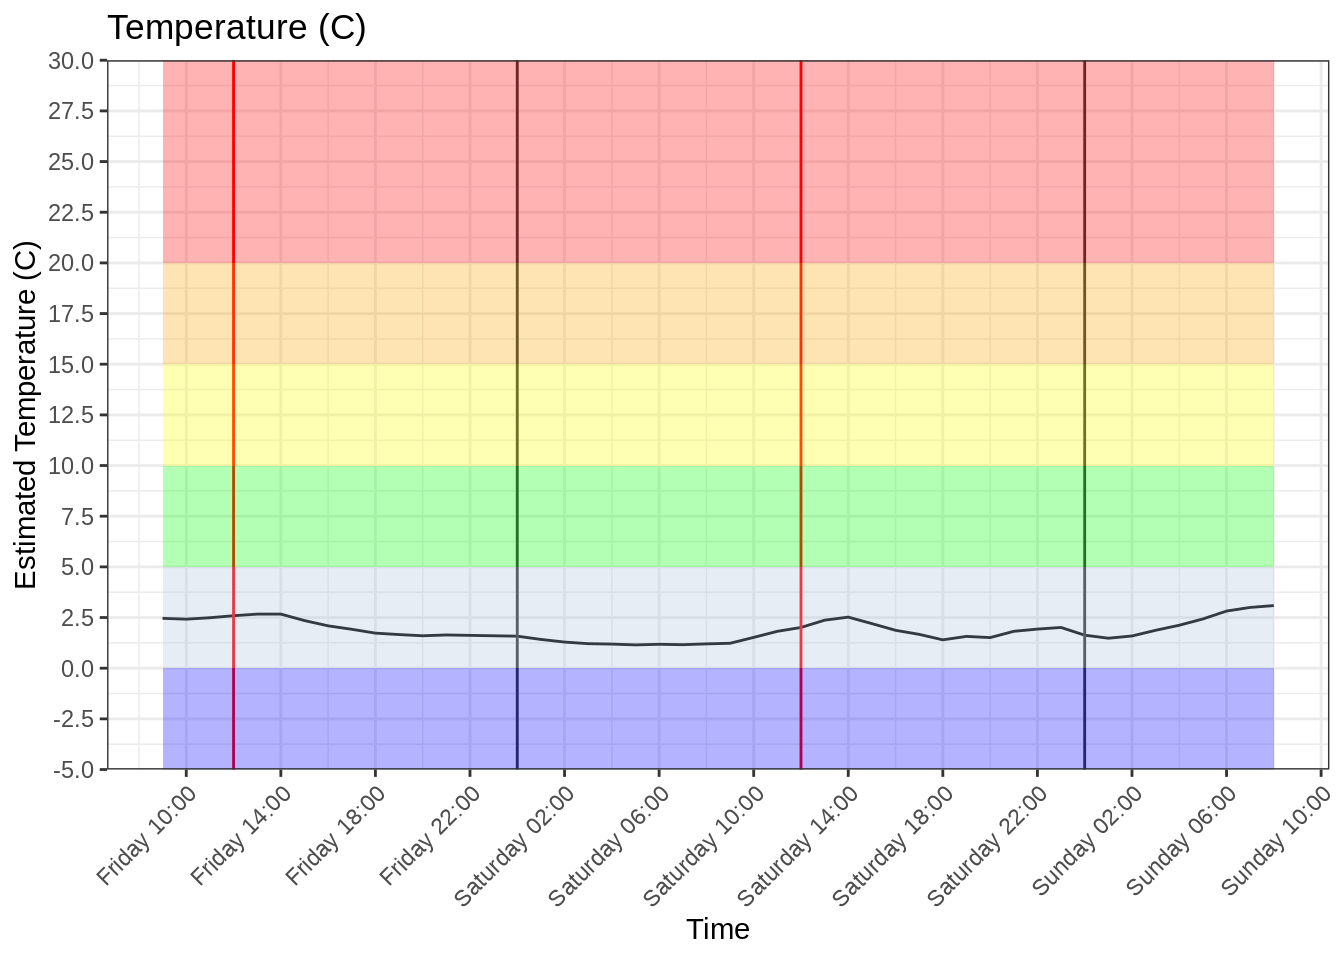 Temperature (C)
Estimated Temperature (C)
30.0
27.5
25.0
22.5
20.0
17.5
15.0
12.5
10.0
7.5
5.0
2.5
0.0
-2.5
-5.0
Friday 10:00
Friday 14:00
Friday 18:00
Friday 22:00
Saturday 02:00
Saturday 06:00
Saturday 10:00
Saturday 14:00
Saturday 18:00
Saturday 22:00
Sunday 02:00
Sunday 06:00
Sunday 10:00
Time